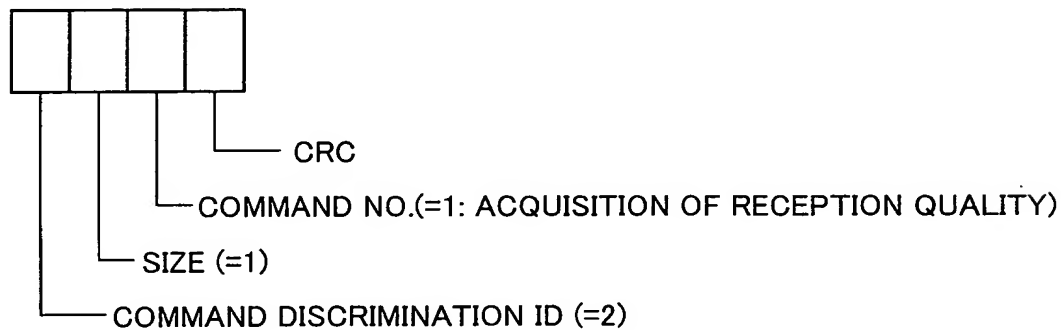 CRC
COMMAND NO.(=1: ACQUISITION OF RECEPTION QUALITY)
SIZE (=1)
COMMAND DISCRIMINATION ID (=2)